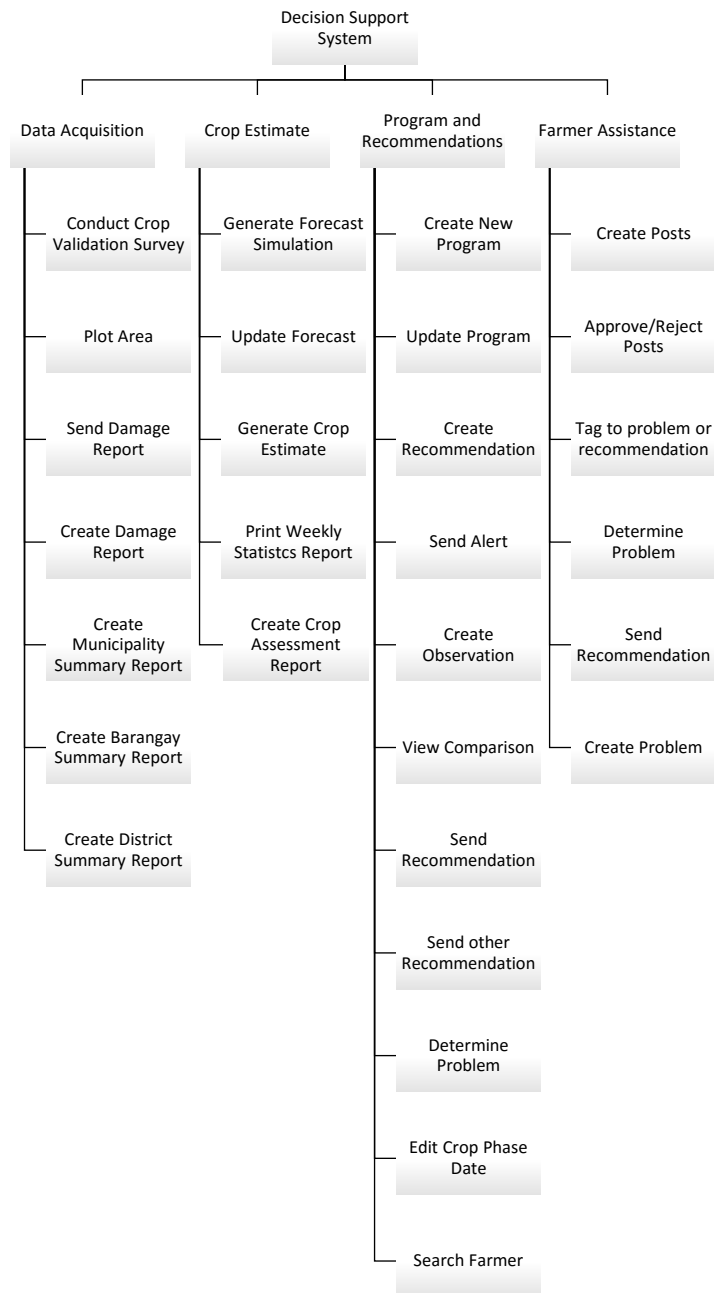 Decision Support
System
Data Acquisition
Conduct Crop
Validation Survey
Plot Area
Send Damage
Report
Create Damage
Report
Create
Municipality
Summary Report
Create Barangay
Summary Report
Create District
Summary Report
Crop Estimate
Generate Forecast
Simulation
Update Forecast
Generate Crop
Estimate
Print Weekly
Statistcs Report
Create Crop
Assessment
Report
Program and
Recommendations
Create New
Program
Update Program
Create
Recommendation
Send Alert
Create
Observation
View Comparison
Send
Recommendation
Send other
Recommendation
Determine
Problem
Edit Crop Phase
Date
Search Farmer
Farmer Assistance
Create Posts
Approve/Reject
Posts
Tag to problem or
recommendation
Determine
Problem
Send
Recommendation
Create Problem